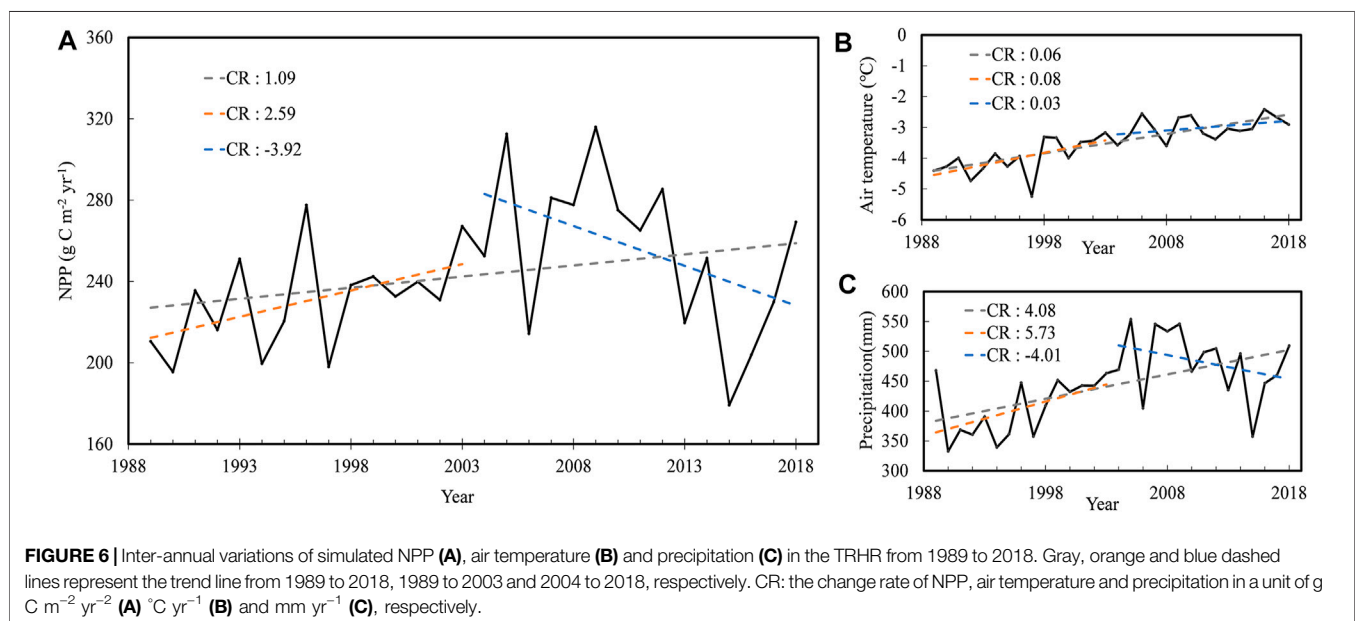 A
360
320
280
240
200
160
NPP (g C m⁻² yr⁻¹)
CR : 1.09
CR : 2.59
CR : -3.92
1988 1993 1998 2003 2008 2013 2018
Year
B
0
-1
-2
-3
-4
-5
-6
Air temperature (°C)
CR : 0.06
CR : 0.08
CR : 0.03
1988 1998 2008 2018
Year
C
600
550
500
450
400
350
300
Precipitation(mm)
CR : 4.08
CR : 5.73
CR : -4.01
1988 1998 2008 2018
Year
FIGURE 6 | Inter-annual variations of simulated NPP (A), air temperature (B) and precipitation (C) in the TRHR from 1989 to 2018. Gray, orange and blue dashed
lines represent the trend line from 1989 to 2018, 1989 to 2003 and 2004 to 2018, respectively. CR: the change rate of NPP, air temperature and precipitation in a unit of g
C m⁻² yr⁻² (A) °C yr⁻¹ (B) and mm yr⁻¹ (C), respectively.